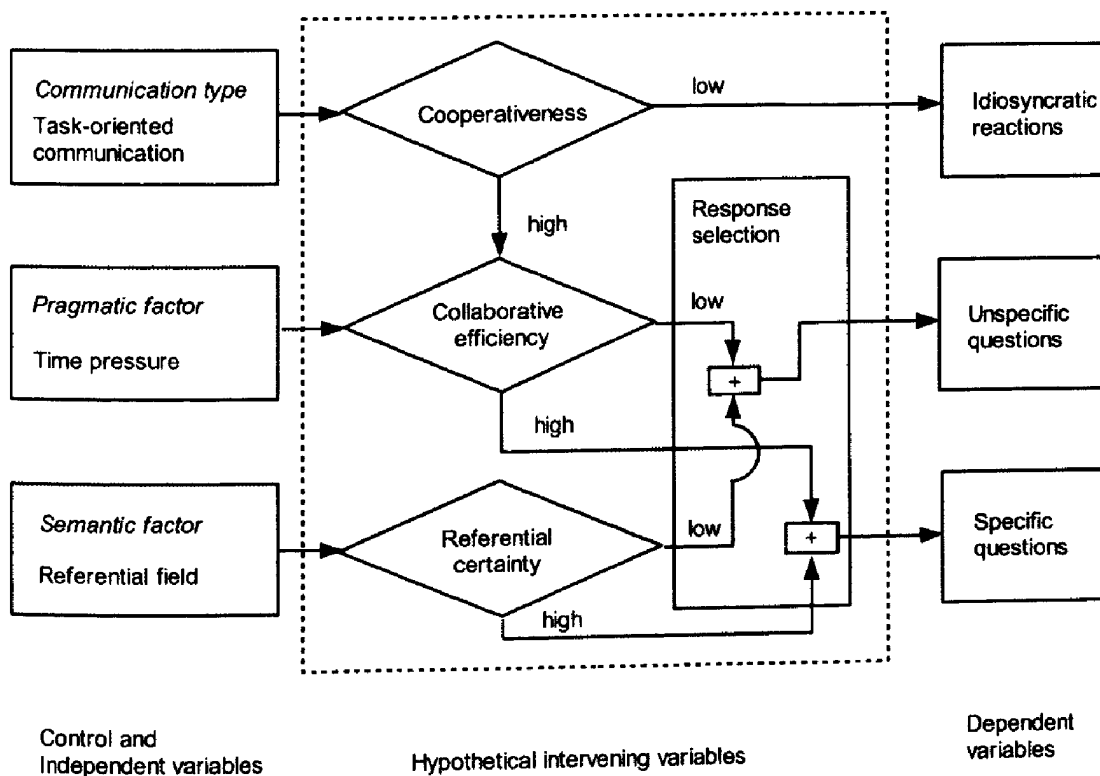 Communication type
Task-oriented
communication
Cooperativeness
low
Idiosyncratic
reactions
high
Response
selection
Pragmatic factor
Time pressure
Collaborative
efficiency
low
+
Unspecific
questions
high
Semantic factor
Referential field
Referential
certainty
low
+
Specific
questions
high
Control and
Independent variables
Hypothetical intervening variables
Dependent
variables